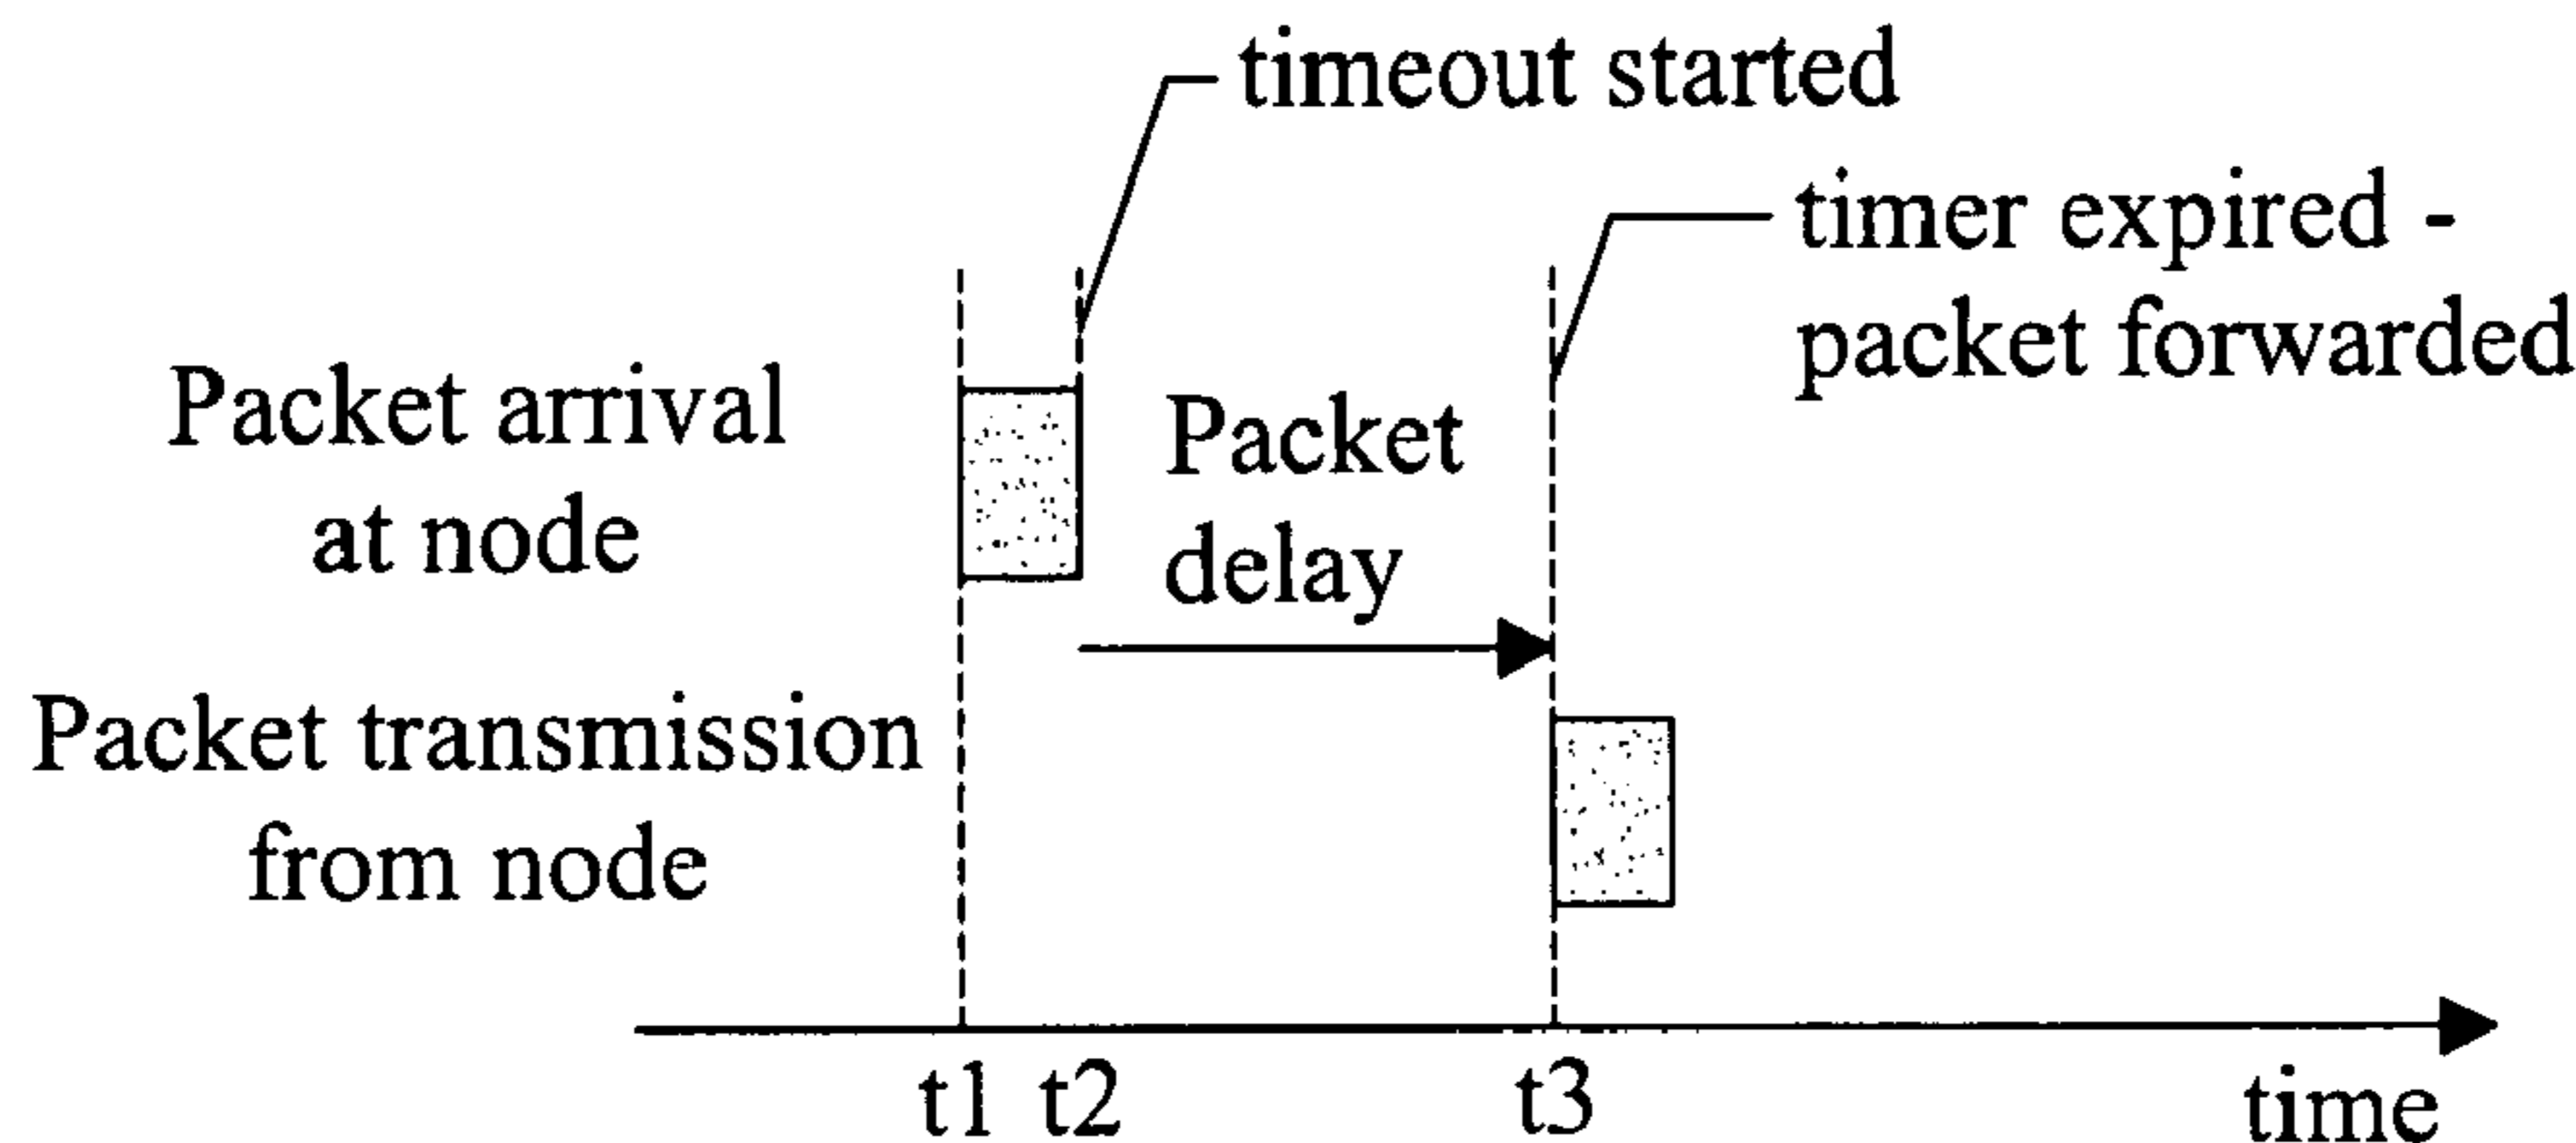 timeout started
timer expired -
packet forwarded
Packet arrival
at node
Packet
delay
Packet transmission
from node
t1 t2 t3
time